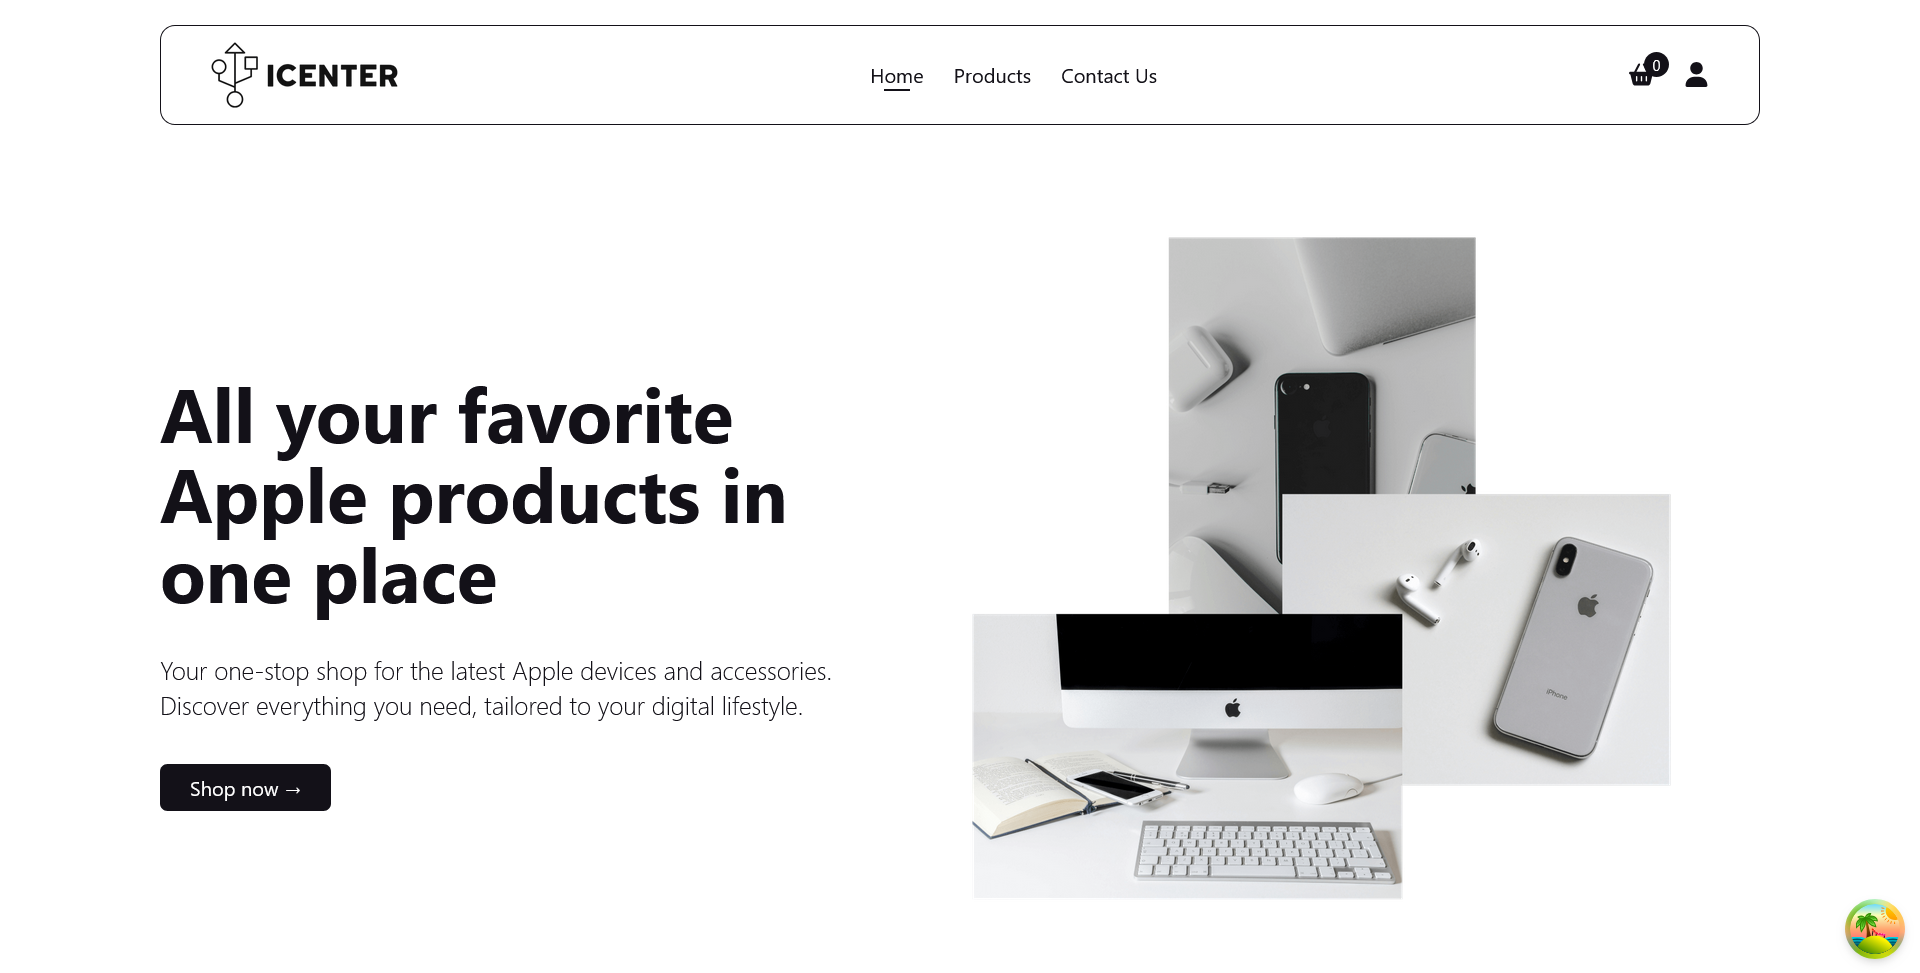 ICENTER
Home Products Contact Us
0
All your favorite
Apple products in
one place
Your one-stop shop for the latest Apple devices and accessories.
Discover everything you need, tailored to your digital lifestyle.
Shop now →
iPhone